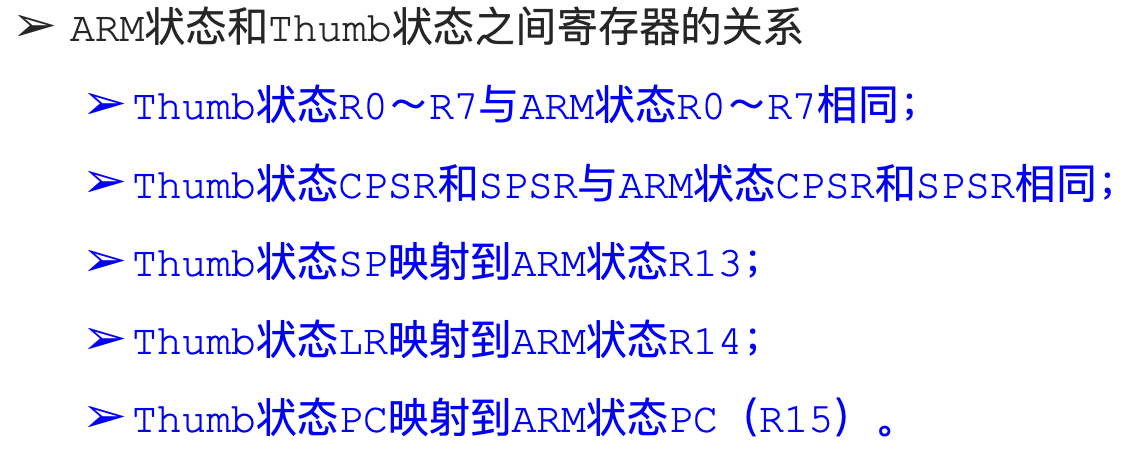 ➢ ARM状态和Thumb状态之间寄存器的关系
➢ Thumb状态R0～R7与ARM状态R0～R7相同；
➢ Thumb状态CPSR和SPSR与ARM状态CPSR和SPSR相同；
➢ Thumb状态SP映射到ARM状态R13；
➢ Thumb状态LR映射到ARM状态R14；
➢ Thumb状态PC映射到ARM状态PC（R15）。